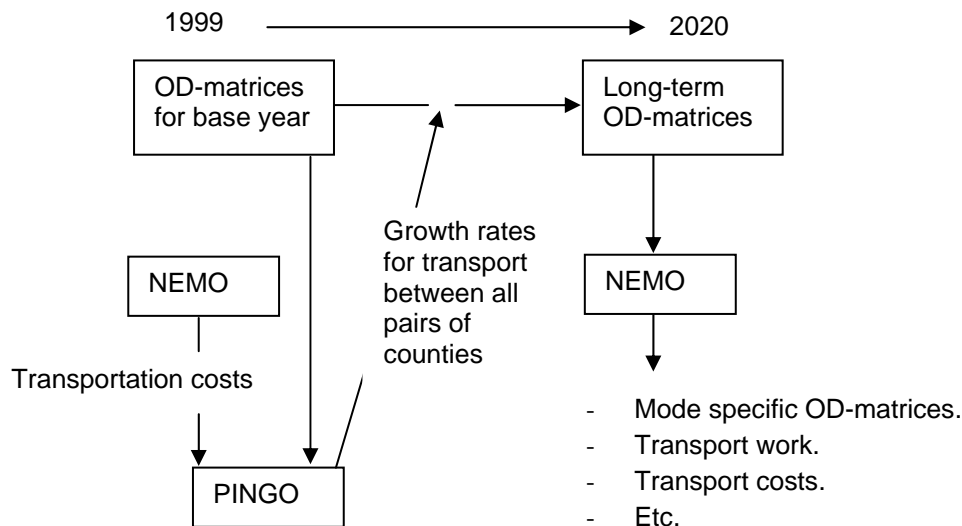 1999
2020
OD-matrices
for base year
Long-term
OD-matrices
Growth rates
for transport
between all
pairs of
counties
NEMO
NEMO
Transportation costs
PINGO
- Mode specific OD-matrices.
- Transport work.
- Transport costs.
- Etc.